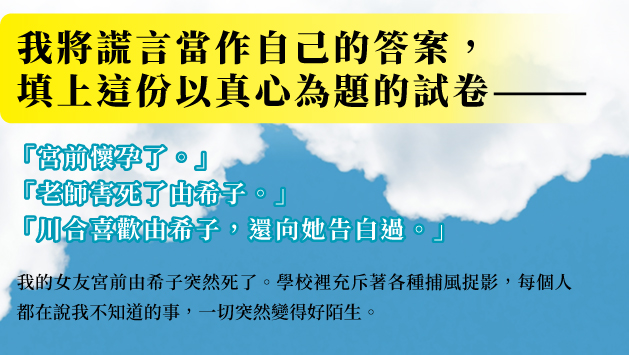 我將謊言當作自己的答案，
填上這份以真心為題的試卷———
「宮前懷孕了。」
「老師害死了由希子。」
「川合喜歡由希子，還向她告白過。」
我的女友宮前由希子突然死了。學校裡充斥著各種捕風捉影，每個人
都在說我不知道的事，一切突然變得好陌生。